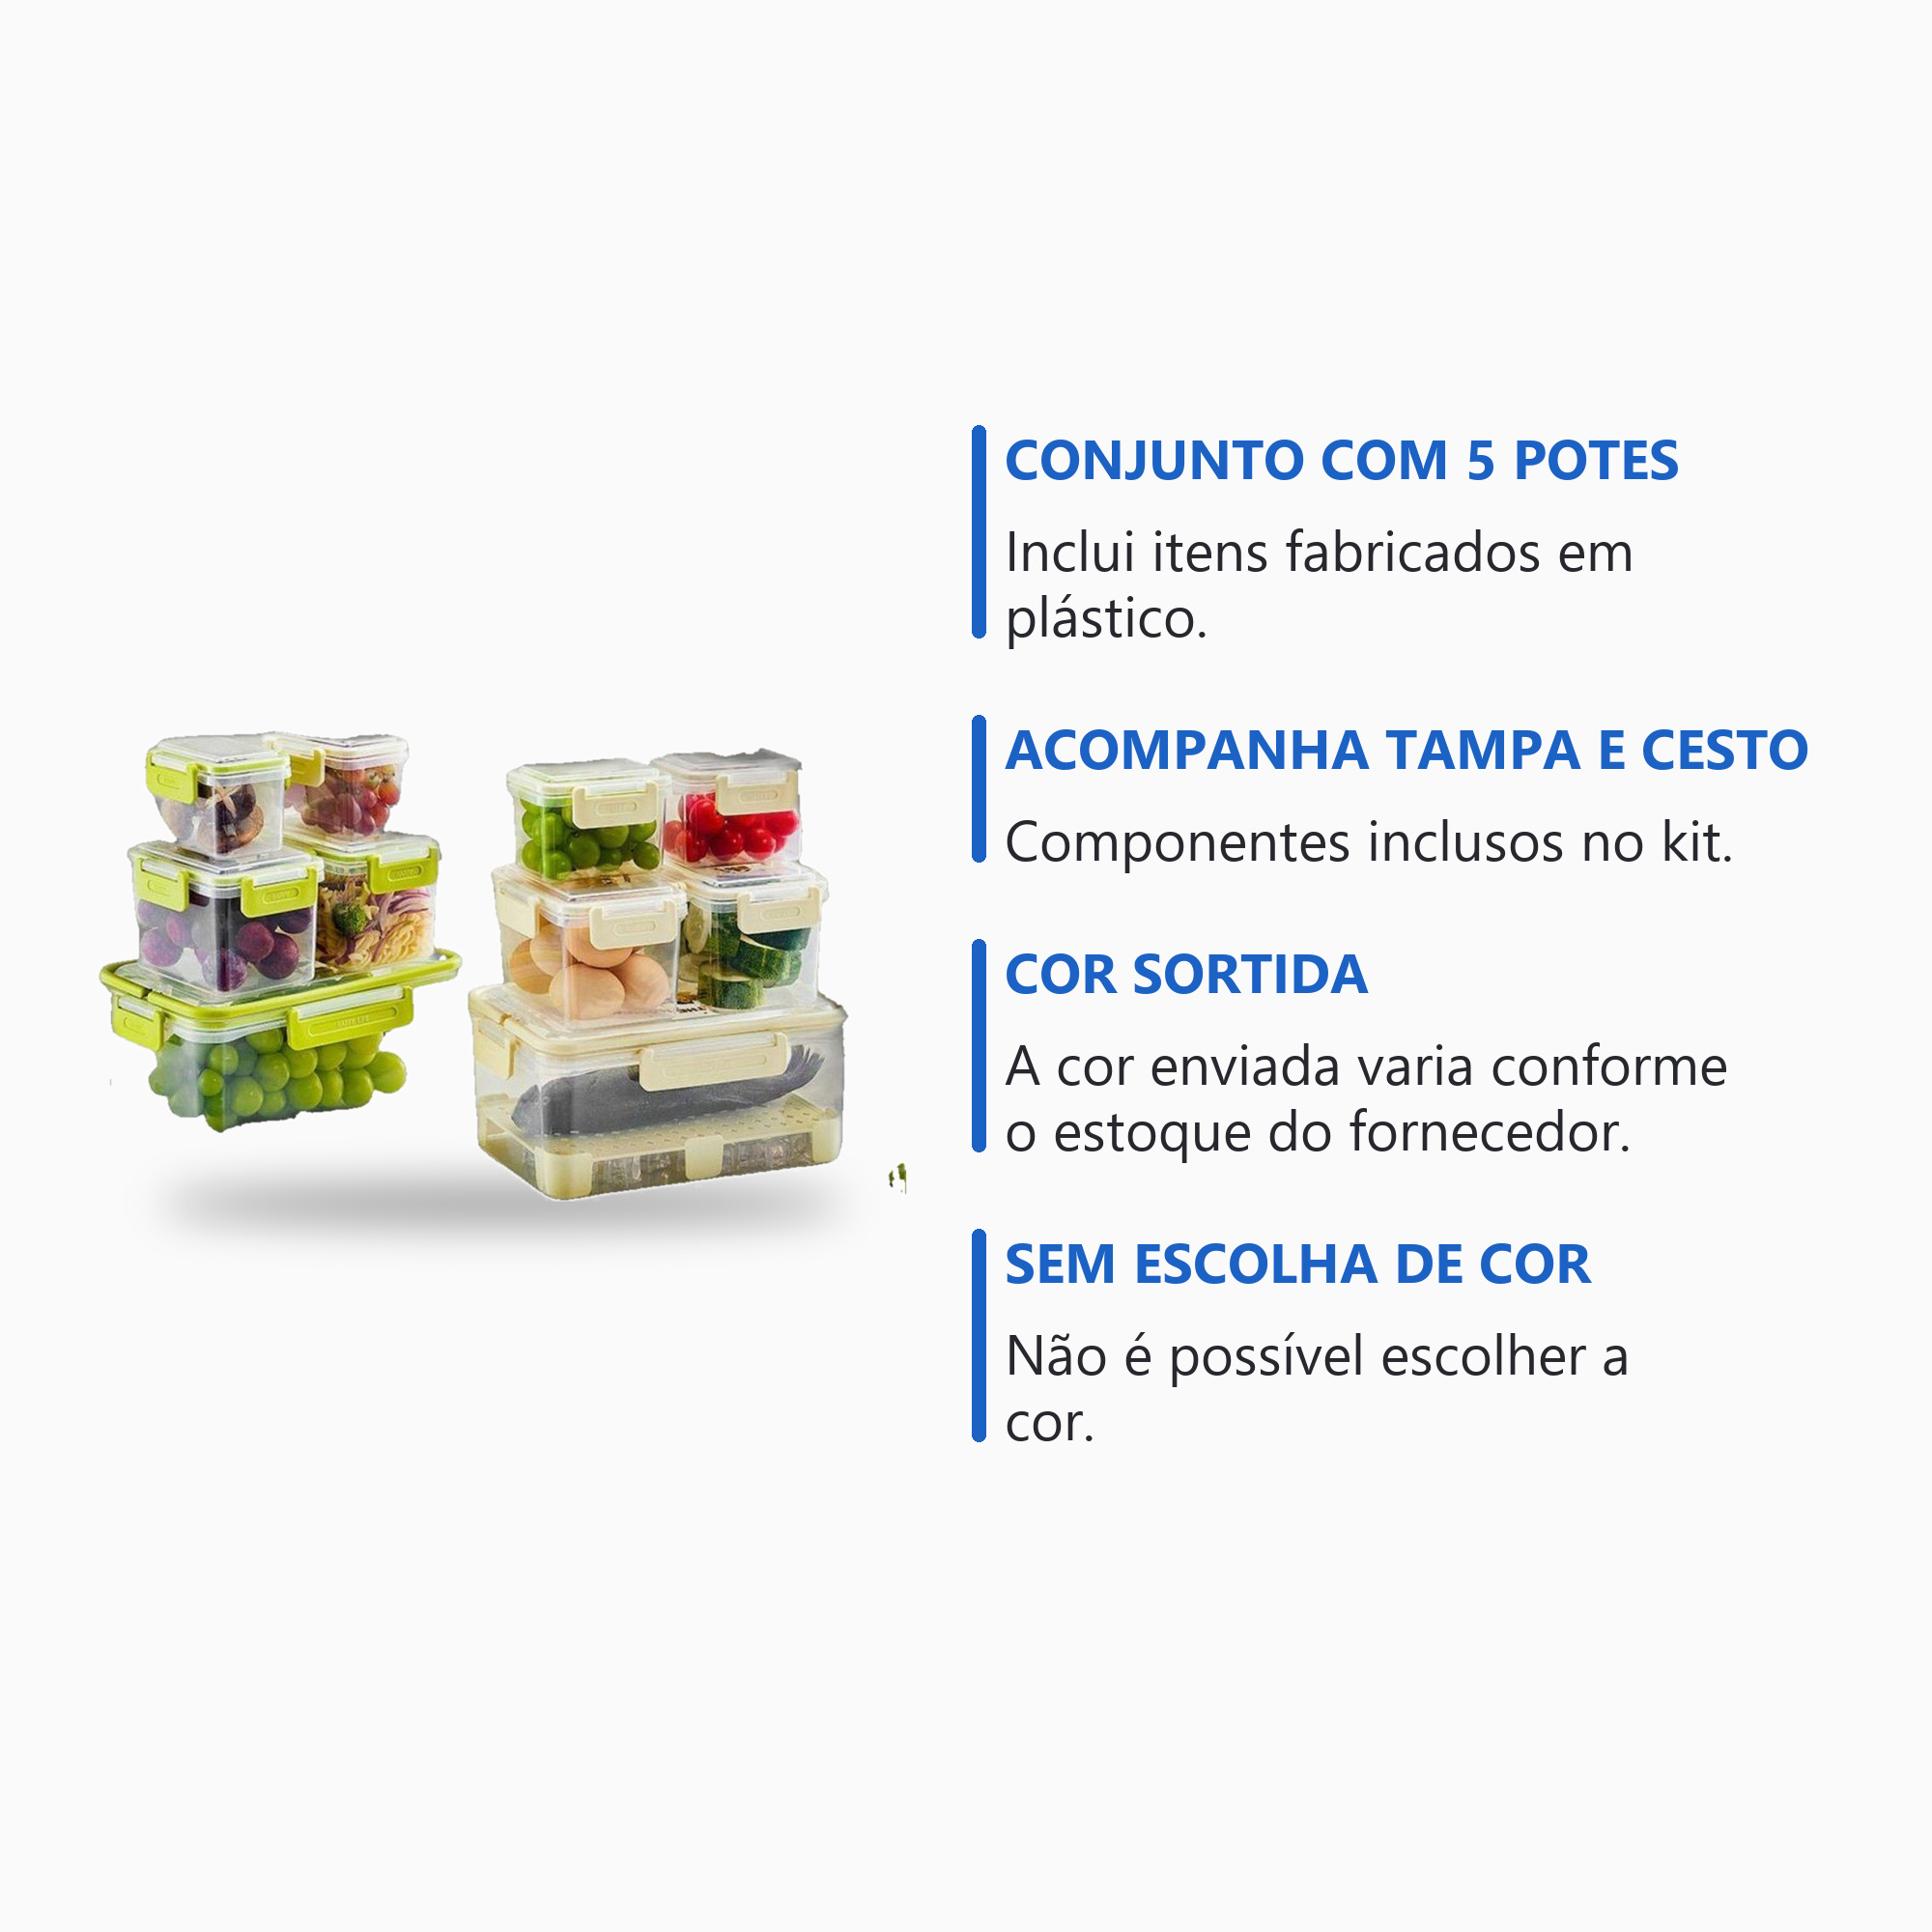 CONJUNTO COM 5 POTES
Inclui itens fabricados em
plástico.
ACOMPANHA TAMPA E CESTO
Componentes inclusos no kit.
COR SORTIDA
A cor enviada varia conforme
o estoque do fornecedor.
SEM ESCOLHA DE COR
Não é possível escolher a
cor.